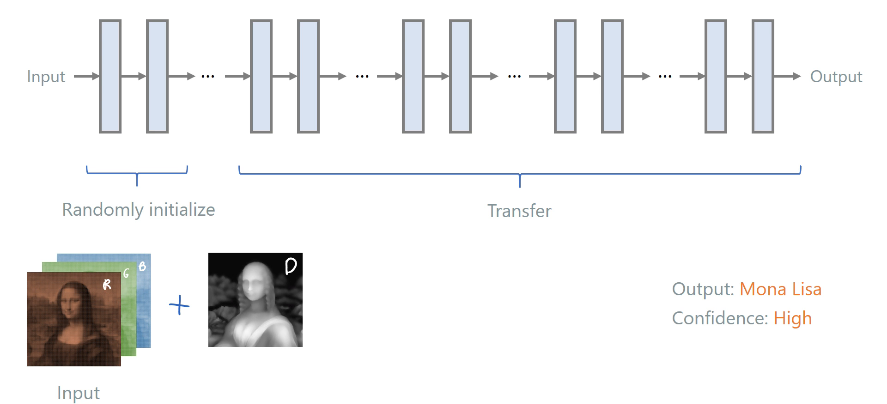 Input
...
...
...
...
Output
Randomly initialize
Transfer
R
G
B
+
D
Output: Mona Lisa
Confidence: High
Input